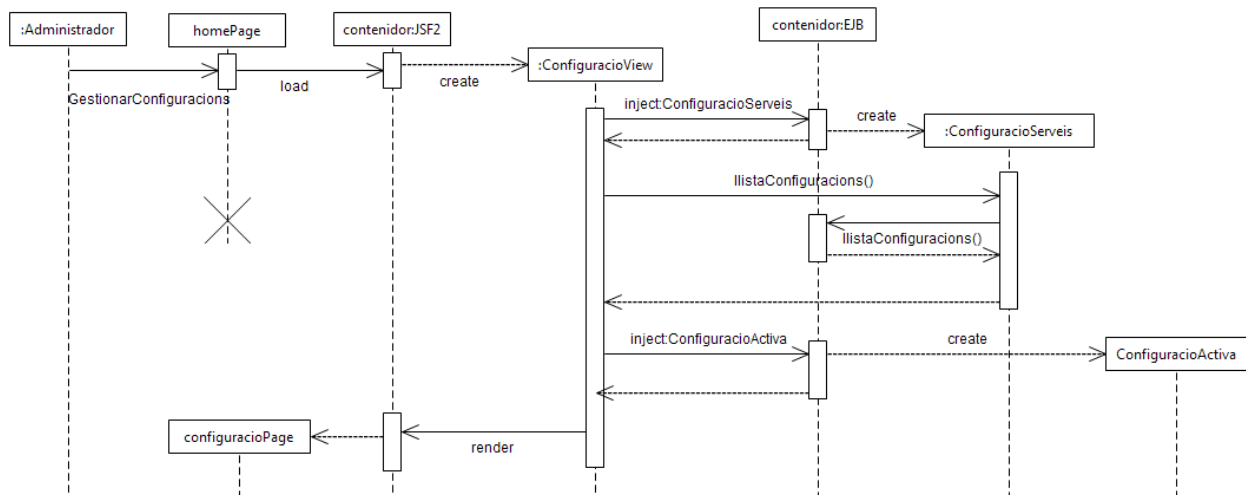 :Administrador
homePage
contenidor:JSF2
contenidor:EJB
:ConfiguracioView
GestionarConfiguracions
load
create
inject:ConfiguracioServeis
create
:ConfiguracioServeis
llistaConfiguracions()
llistaConfiguracions()
inject:ConfiguracioActiva
create
ConfiguracioActiva
configuracioPage
render